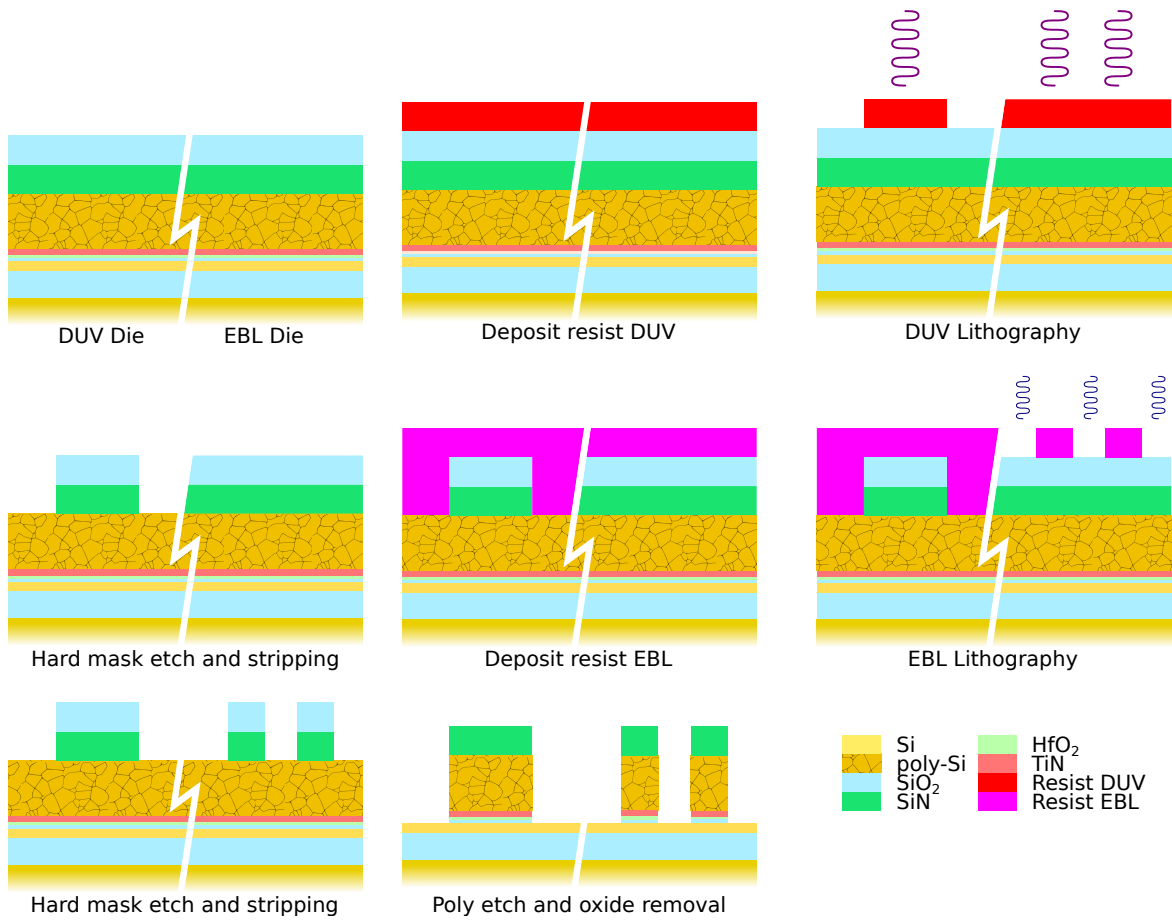 DUV Die
EBL Die
Deposit resist DUV
DUV Lithography
Hard mask etch and stripping
Deposit resist EBL
EBL Lithography
Hard mask etch and stripping
Poly etch and oxide removal
Si
poly-Si
SiO₂
SiN
HfO₂
TiN
Resist DUV
Resist EBL